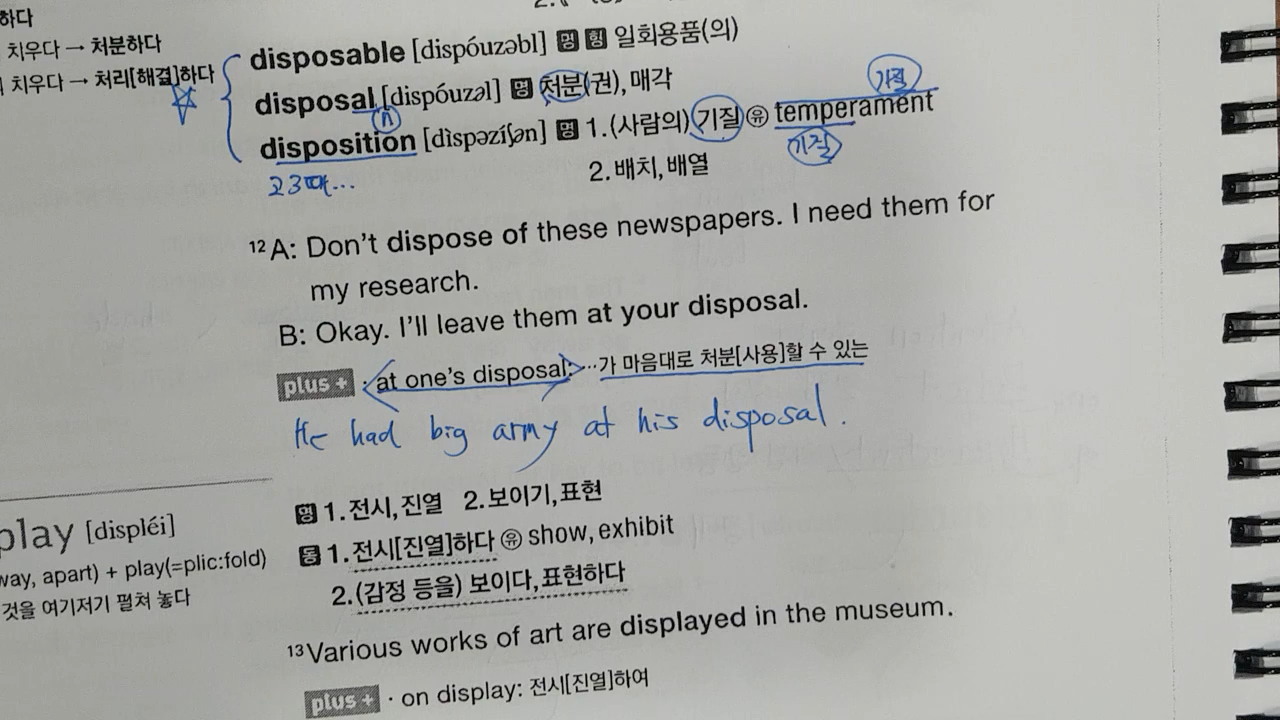 하다
치우다 → 처분하다
치우다 → 처리[해결]하다
disposable [dispóuzəbl] 명 형 일회용품(의)
disposal [dispóuzəl] 명 처분(권), 매각
n
기질
disposition [dìspəzíʃən] 명 1. (사람의) 기질 유 temperament
기질
고3때...
2. 배치, 배열
12 A: Don't dispose of these newspapers. I need them for
my research.
B: Okay. I'll leave them at your disposal.
plus + · at one's disposal: …가 마음대로 처분[사용]할 수 있는
He had big army at his disposal.
play [displéi]
way, apart) + play(=plic:fold)
것을 여기저기 펼쳐 놓다
명 1. 전시, 진열 2. 보이기, 표현
동 1. 전시[진열]하다 유 show, exhibit
2. (감정 등을) 보이다, 표현하다
13 Various works of art are displayed in the museum.
plus + · on display: 전시[진열]하여